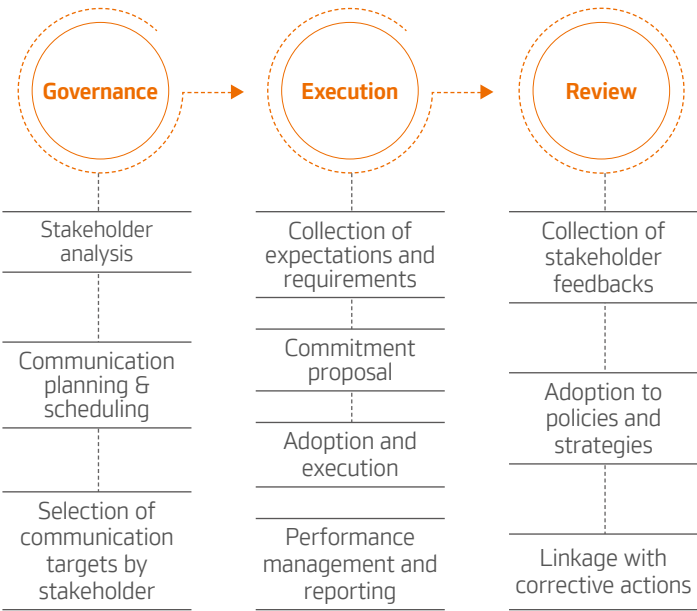 Governance
Execution
Review
Stakeholder
analysis
Communication
planning &
scheduling
Selection of
communication
targets by
stakeholder
Collection of
expectations and
requirements
Commitment
proposal
Adoption and
execution
Performance
management and
reporting
Collection of
stakeholder
feedbacks
Adoption to
policies and
strategies
Linkage with
corrective actions